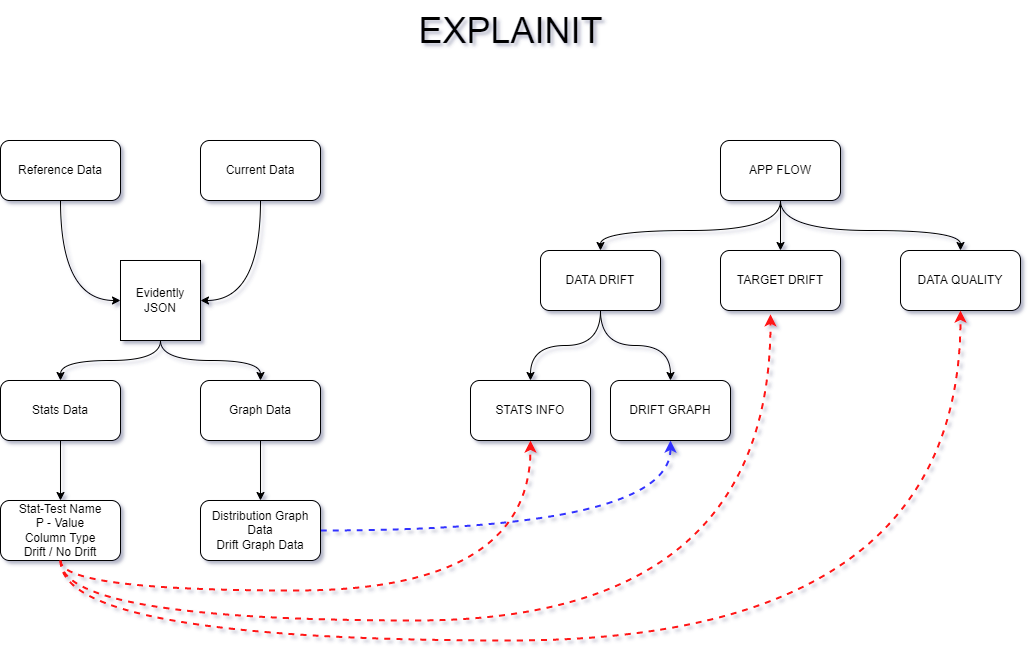 EXPLAINIT
Reference Data
Current Data
APP FLOW
Evidently
JSON
DATA DRIFT
TARGET DRIFT
DATA QUALITY
Stats Data
Graph Data
STATS INFO
DRIFT GRAPH
Stat-Test Name
P - Value
Column Type
Drift / No Drift
Distribution Graph
Data
Drift Graph Data